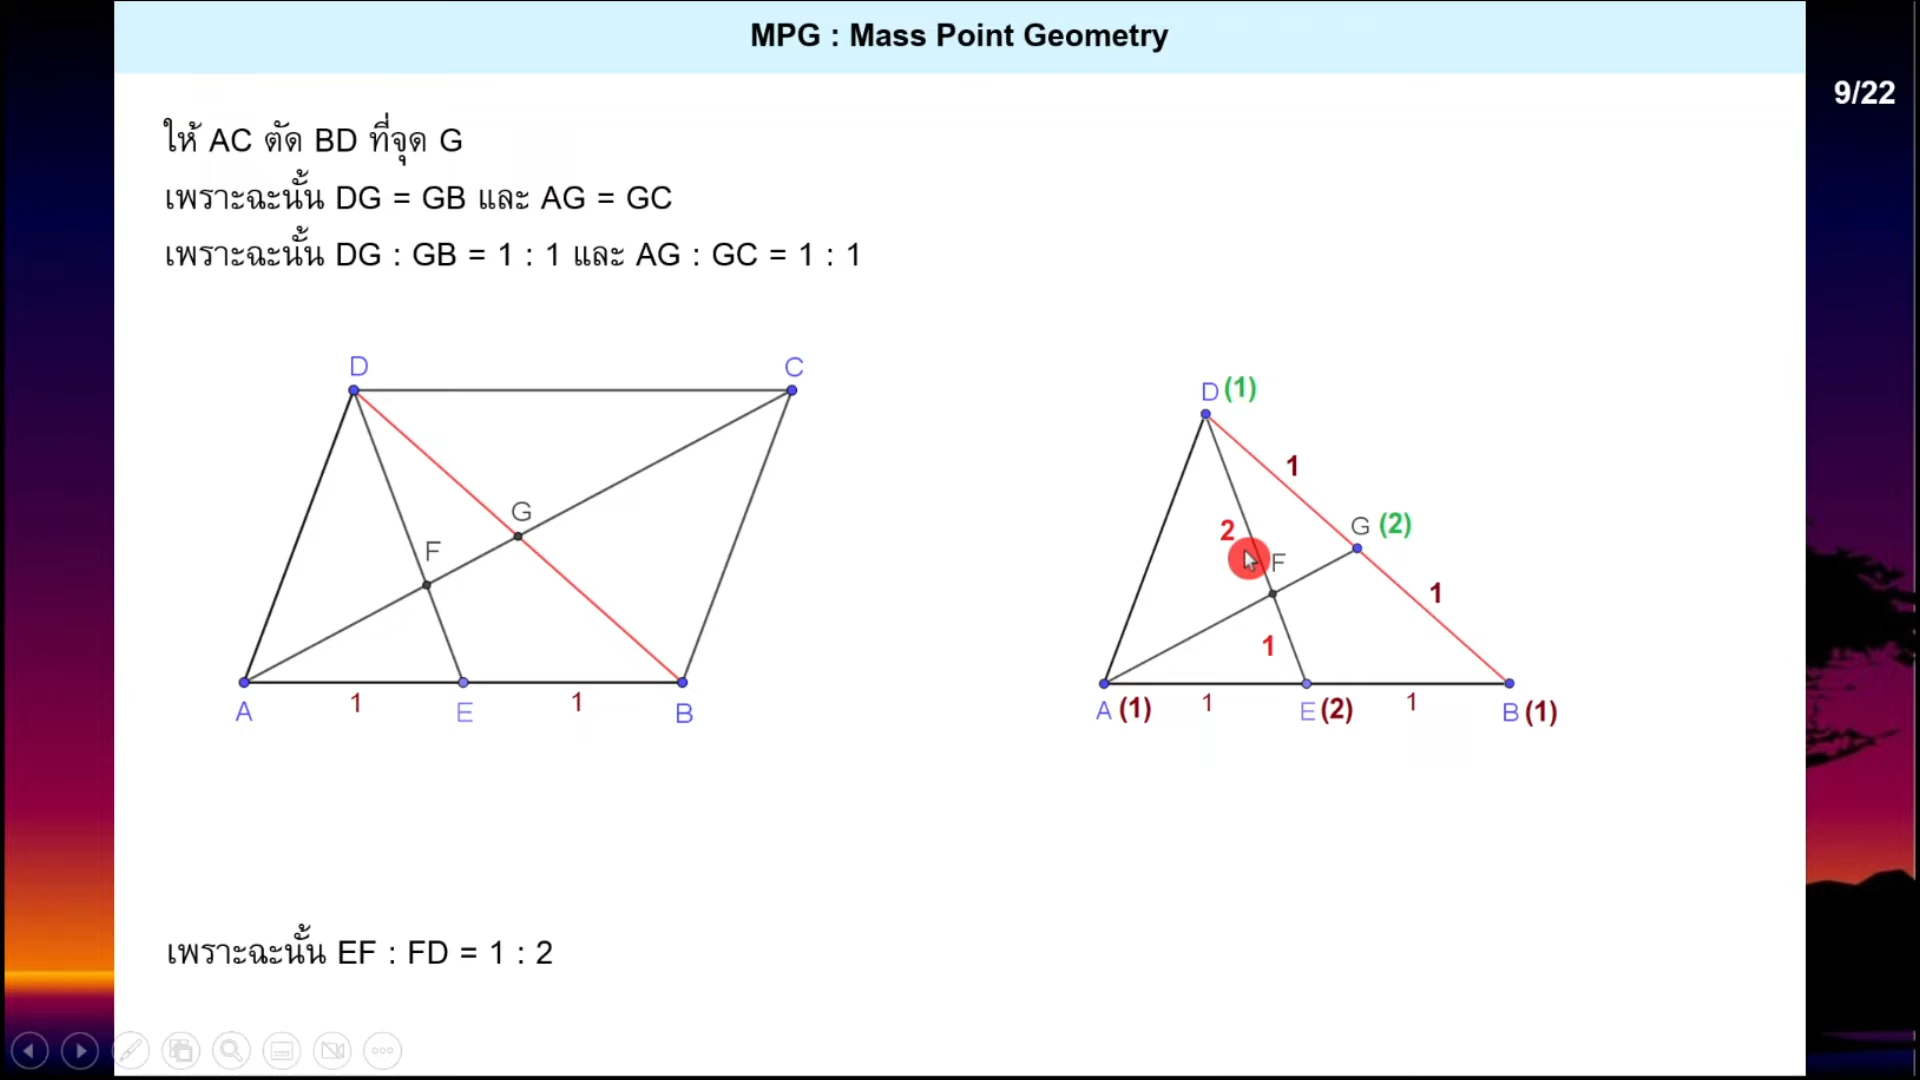 MPG : Mass Point Geometry
9/22
ให้ AC ตัด BD ที่จุด G
เพราะฉะนั้น DG = GB และ AG = GC
เพราะฉะนั้น DG : GB = 1 : 1 และ AG : GC = 1 : 1
D
C
G
F
A
1
E
1
B
D (1)
1
G (2)
2
F
1
1
A (1)
1
E (2)
1
B (1)
เพราะฉะนั้น EF : FD = 1 : 2